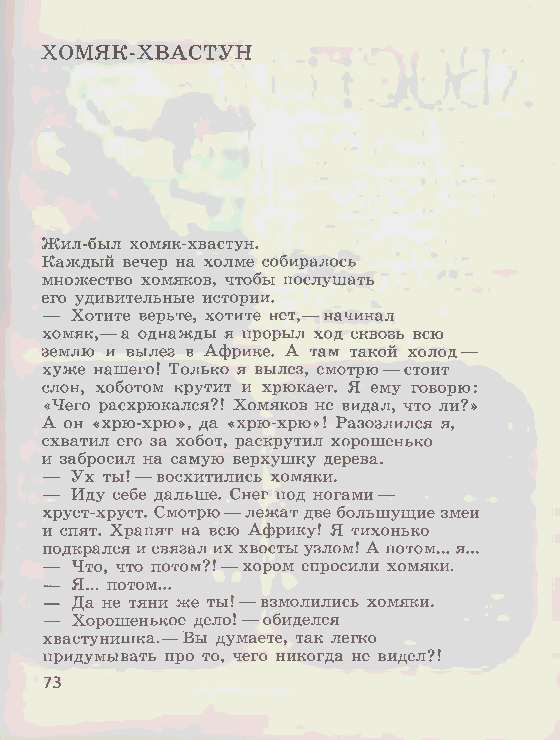 ХОМЯК-ХВАСТУН
Жил-был хомяк-хвастун.
Каждый вечер на холме собиралось
множество хомяков, чтобы послушать
его удивительные истории.
— Хотите верьте, хотите нет,— начинал
хомяк,— а однажды я прорыл ход сквозь всю
землю и вылез в Африке. А там такой холод —
хуже нашего! Только я вылез, смотрю — стоит
слон, хоботом крутит и хрюкает. Я ему говорю:
«Чего расхрюкался?! Хомяков не видал, что ли?»
А он «хрю-хрю», да «хрю-хрю»! Разозлился я,
схватил его за хобот, раскрутил хорошенько
и забросил на самую верхушку дерева.
— Ух ты! — восхитились хомяки.
— Иду себе дальше. Снег под ногами —
хруст-хруст. Смотрю — лежат две большущие змеи
и спят. Храпят на всю Африку! Я тихонько
подкрался и связал их хвосты узлом! А потом... я...
— Что, что потом?! — хором спросили хомяки.
— Я... потом...
— Да не тяни же ты! — взмолились хомяки.
— Хорошенькое дело! — обиделся
хвастунишка.— Вы думаете, так легко
придумывать про то, чего никогда не видел?!
73